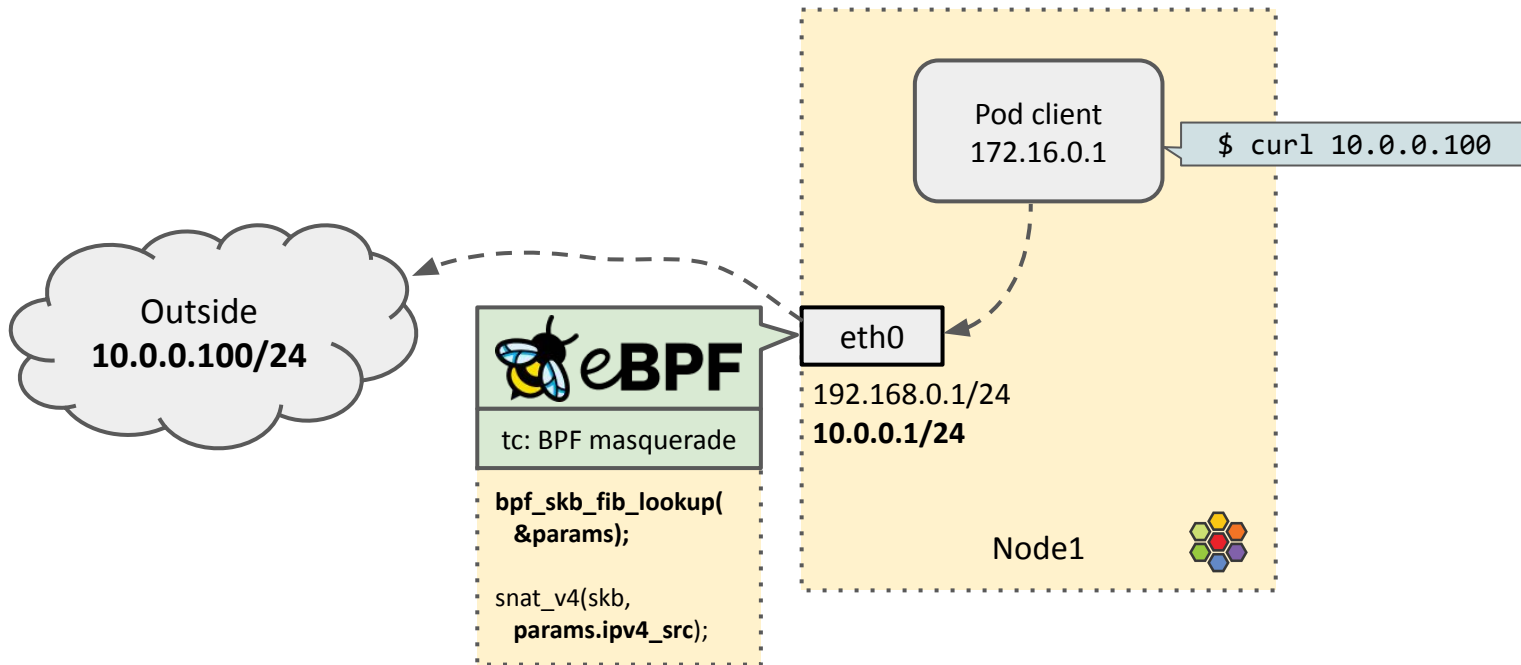 Pod client
172.16.0.1
$ curl 10.0.0.100
Outside
10.0.0.100/24
eBPF
tc: BPF masquerade
eth0
192.168.0.1/24
10.0.0.1/24
bpf_skb_fib_lookup(
&params);
snat_v4(skb,
params.ipv4_src);
Node1